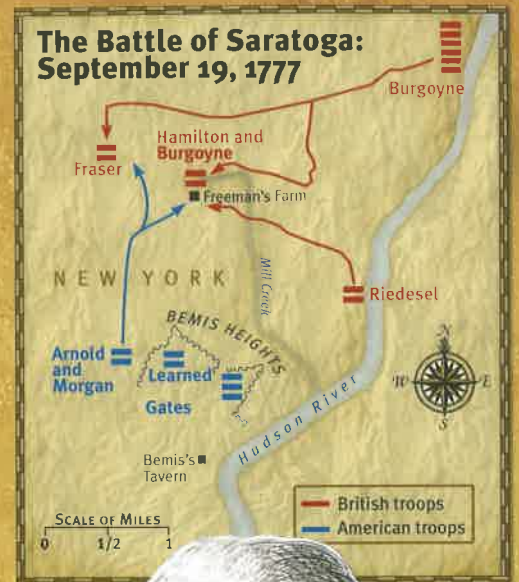 The Battle of Saratoga:
September 19, 1777
Burgoyne
Hamilton and
Burgoyne
Fraser
Freeman's Farm
Mill Creek
NEW YORK
Riedesel
BEMIS HEIGHTS
Arnold
and
Morgan
Learned
Gates
N
W
E
S
Hudson River
Bemis's
Tavern
SCALE OF MILES
0 1/2 1
British troops
American troops